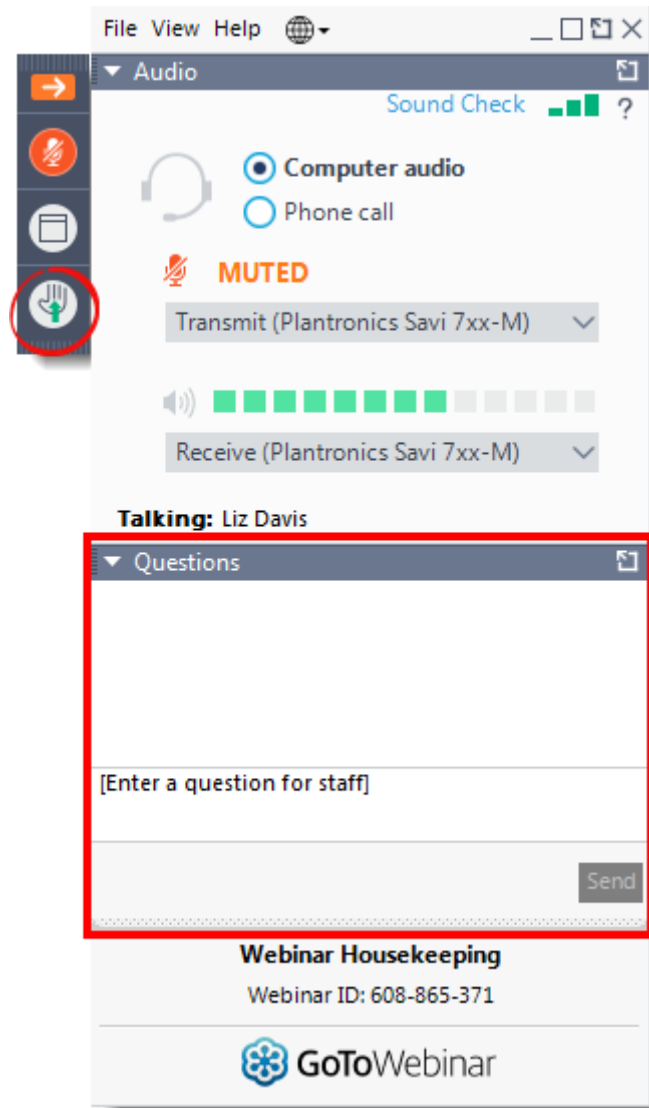 File View Help
Audio
Sound Check ?
Computer audio
Phone call
MUTED
Transmit (Plantronics Savi 7xx-M)
Receive (Plantronics Savi 7xx-M)
Talking: Liz Davis
Questions
[Enter a question for staff]
Send
Webinar Housekeeping
Webinar ID: 608-865-371
GoToWebinar